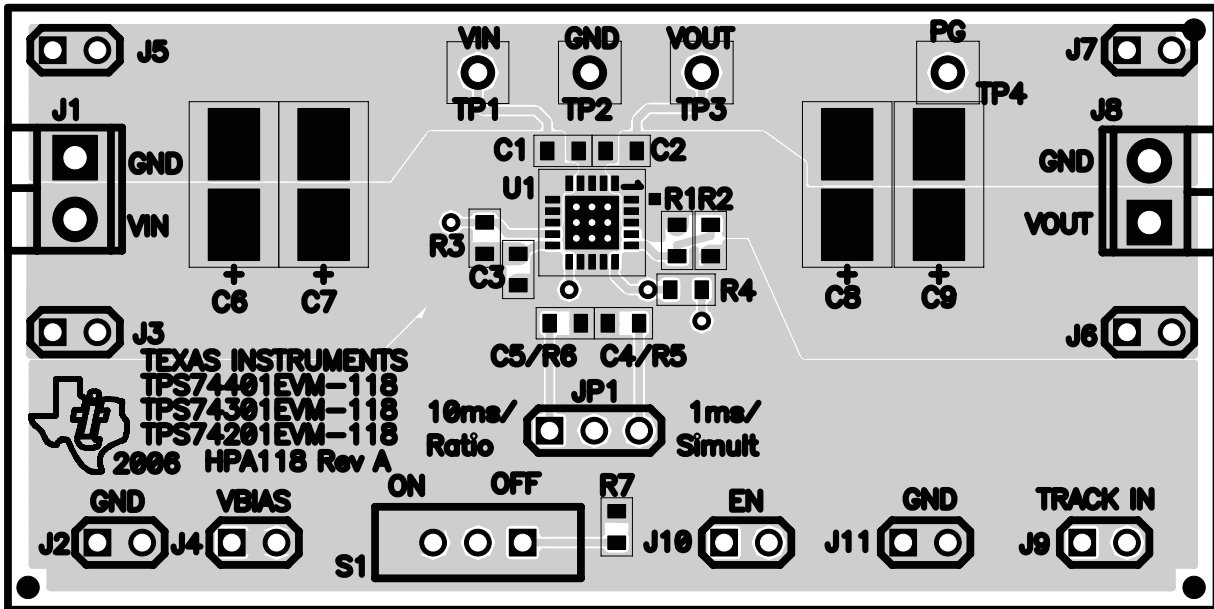 VIN GND VOUT PG
J5 J7
TP1 TP2 TP3 TP4
J1 J8
C1 C2
GND GND
U1 1
R1 R2
VIN VOUT
R3
C3
R4
+ + + +
C6 C7 C8 C9
J3 J6
C5/R6 C4/R5
TEXAS INSTRUMENTS
TPS74401EVM-118
TPS74301EVM-118
TPS74201EVM-118
2006 HPA118 Rev A
JP1
10ms/
Ratio
1ms/
Simult
ON OFF R7
GND VBIAS EN GND TRACK IN
J2 J4 J10 J11 J9
S1